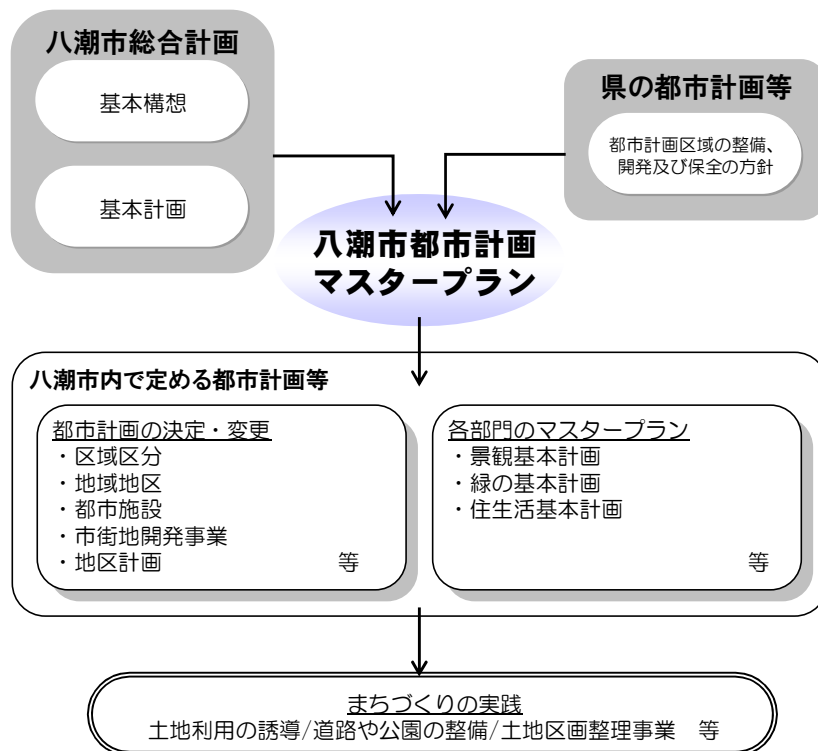 八潮市総合計画
基本構想
基本計画
県の都市計画等
都市計画区域の整備、
開発及び保全の方針
八潮市都市計画
マスタープラン
八潮市内で定める都市計画等
都市計画の決定・変更
・区域区分
・地域地区
・都市施設
・市街地開発事業
・地区計画　等
各部門のマスタープラン
・景観基本計画
・緑の基本計画
・住生活基本計画
等
まちづくりの実践
土地利用の誘導/道路や公園の整備/土地区画整理事業　等